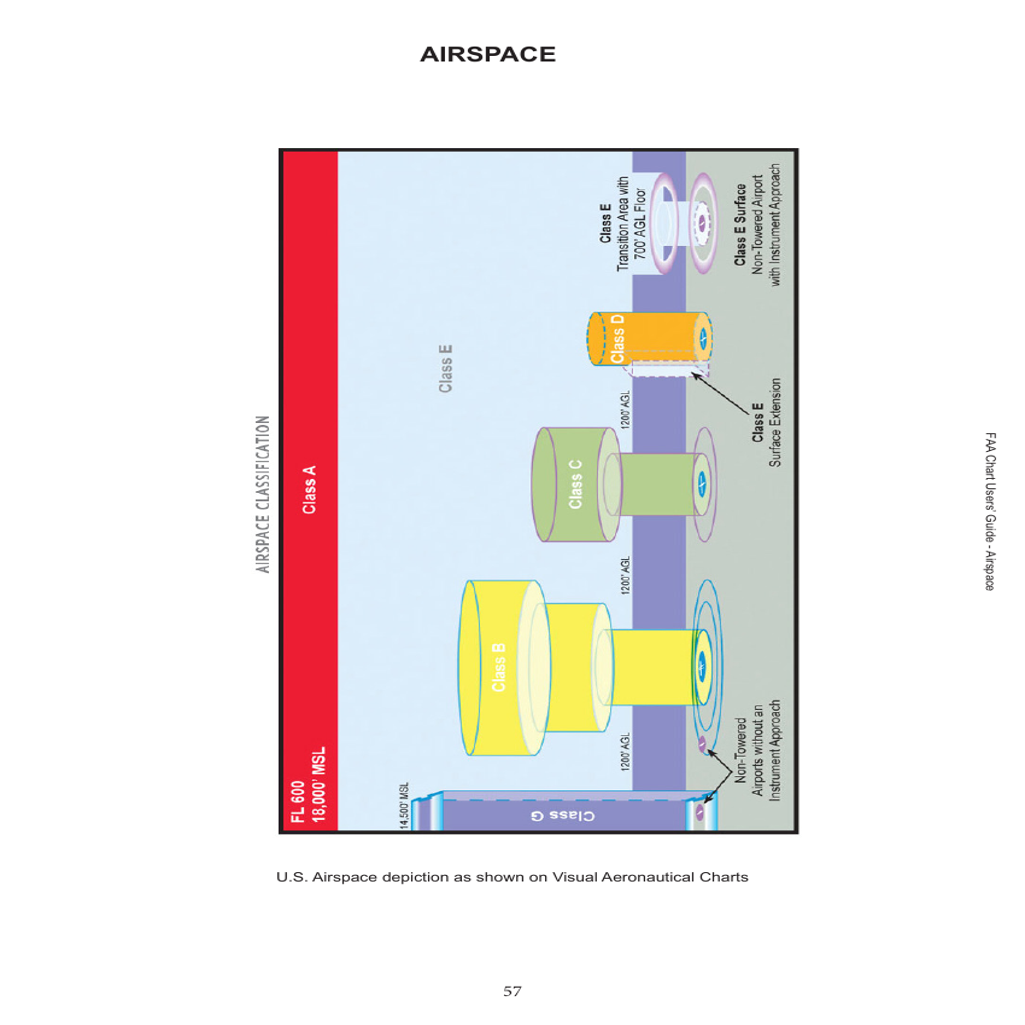 AIRSPACE
AIRSPACE CLASSIFICATION
FL 600
18,000' MSL
Class A
Class E
14,500' MSL
Class G
Class B
Class C
Class D
1200' AGL
1200' AGL
1200' AGL
Class E
Transition Area with
700' AGL Floor
Non-Towered
Airports without an
Instrument Approach
Class E
Surface Extension
Class E Surface
Non-Towered Airport
with Instrument Approach
FAA Chart Users' Guide - Airspace
U.S. Airspace depiction as shown on Visual Aeronautical Charts
57